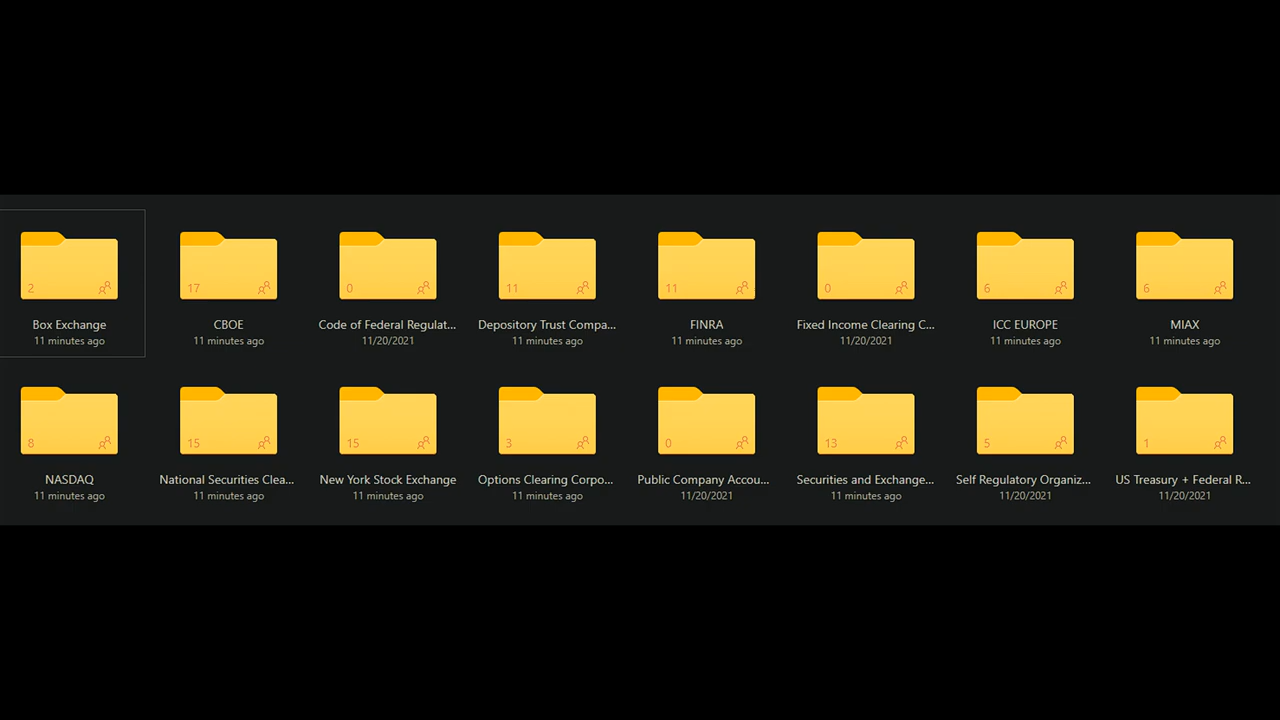 2 17 0 11 11 0 6 6
Box Exchange CBOE Code of Federal Regulat... Depository Trust Compa... FINRA Fixed Income Clearing C... ICC EUROPE MIAX
11 minutes ago 11 minutes ago 11/20/2021 11 minutes ago 11 minutes ago 11/20/2021 11 minutes ago 11 minutes ago
8 15 15 3 0 13 5 1
NASDAQ National Securities Clea... New York Stock Exchange Options Clearing Corpo... Public Company Accou... Securities and Exchange... Self Regulatory Organiz... US Treasury + Federal R...
11 minutes ago 11 minutes ago 11 minutes ago 11 minutes ago 11/20/2021 11 minutes ago 11/20/2021 11/20/2021